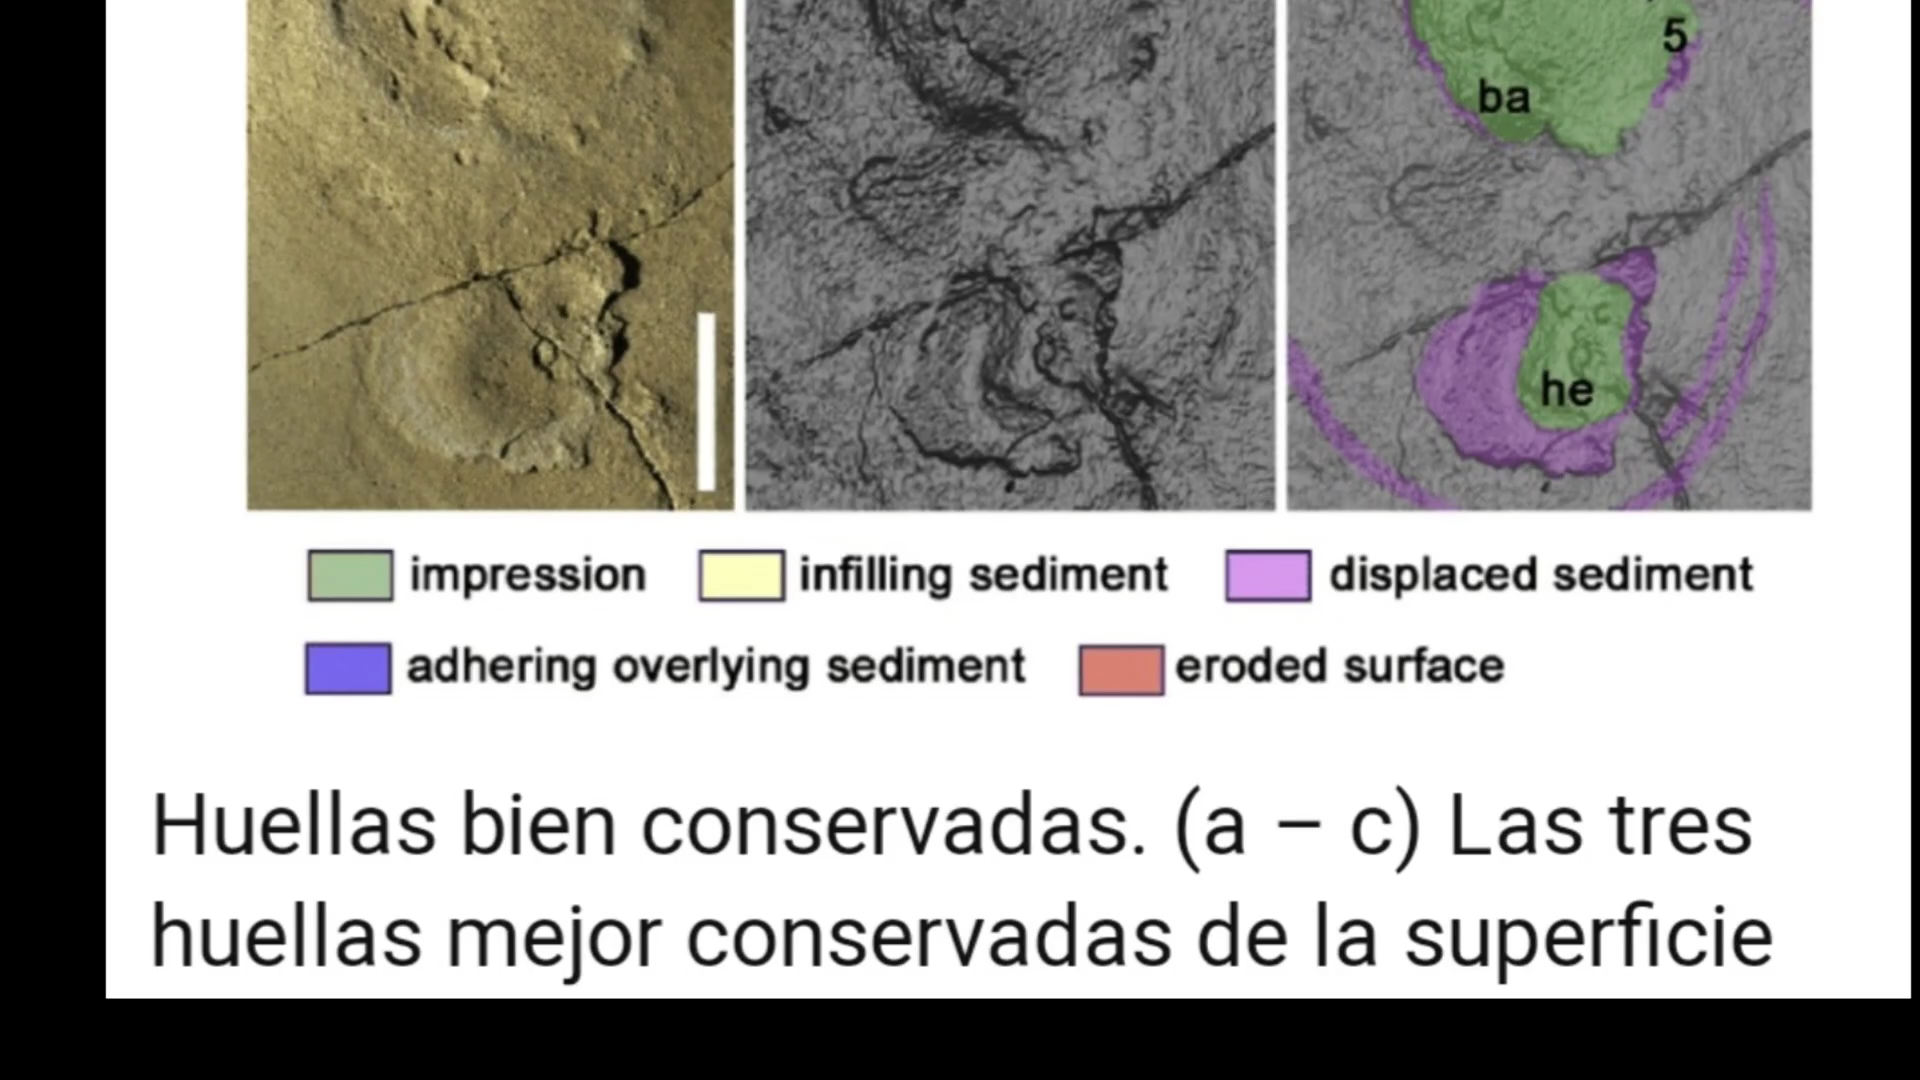 5
ba
he
impression infilling sediment displaced sediment
adhering overlying sediment eroded surface
Huellas bien conservadas. (a – c) Las tres
huellas mejor conservadas de la superficie